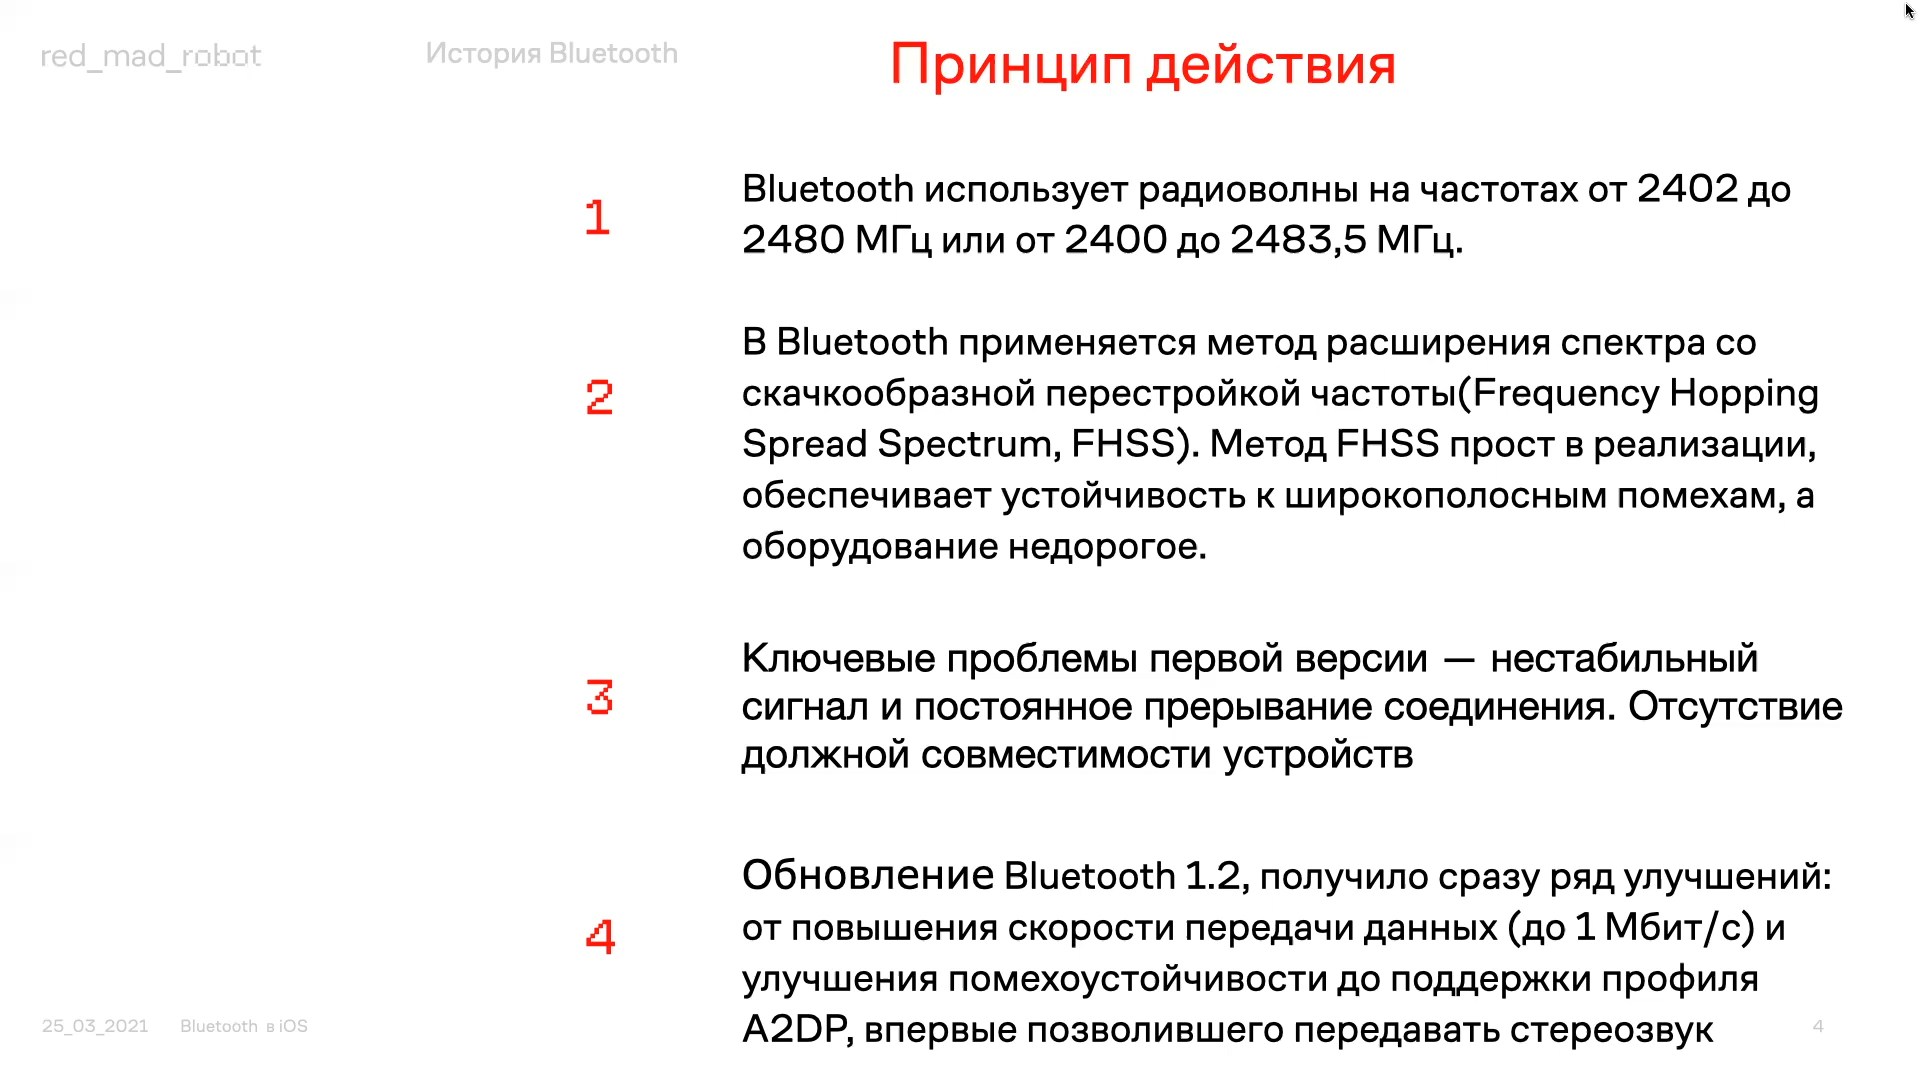 red_mad_robot
История Bluetooth
Принцип действия
1
Bluetooth использует радиоволны на частотах от 2402 до
2480 МГц или от 2400 до 2483,5 МГц.
2
В Bluetooth применяется метод расширения спектра со
скачкообразной перестройкой частоты(Frequency Hopping
Spread Spectrum, FHSS). Метод FHSS прост в реализации,
обеспечивает устойчивость к широкополосным помехам, а
оборудование недорогое.
3
Ключевые проблемы первой версии — нестабильный
сигнал и постоянное прерывание соединения. Отсутствие
должной совместимости устройств
4
Обновление Bluetooth 1.2, получило сразу ряд улучшений:
от повышения скорости передачи данных (до 1 Мбит/с) и
улучшения помехоустойчивости до поддержки профиля
A2DP, впервые позволившего передавать стереозвук
25_03_2021
Bluetooth в iOS
4